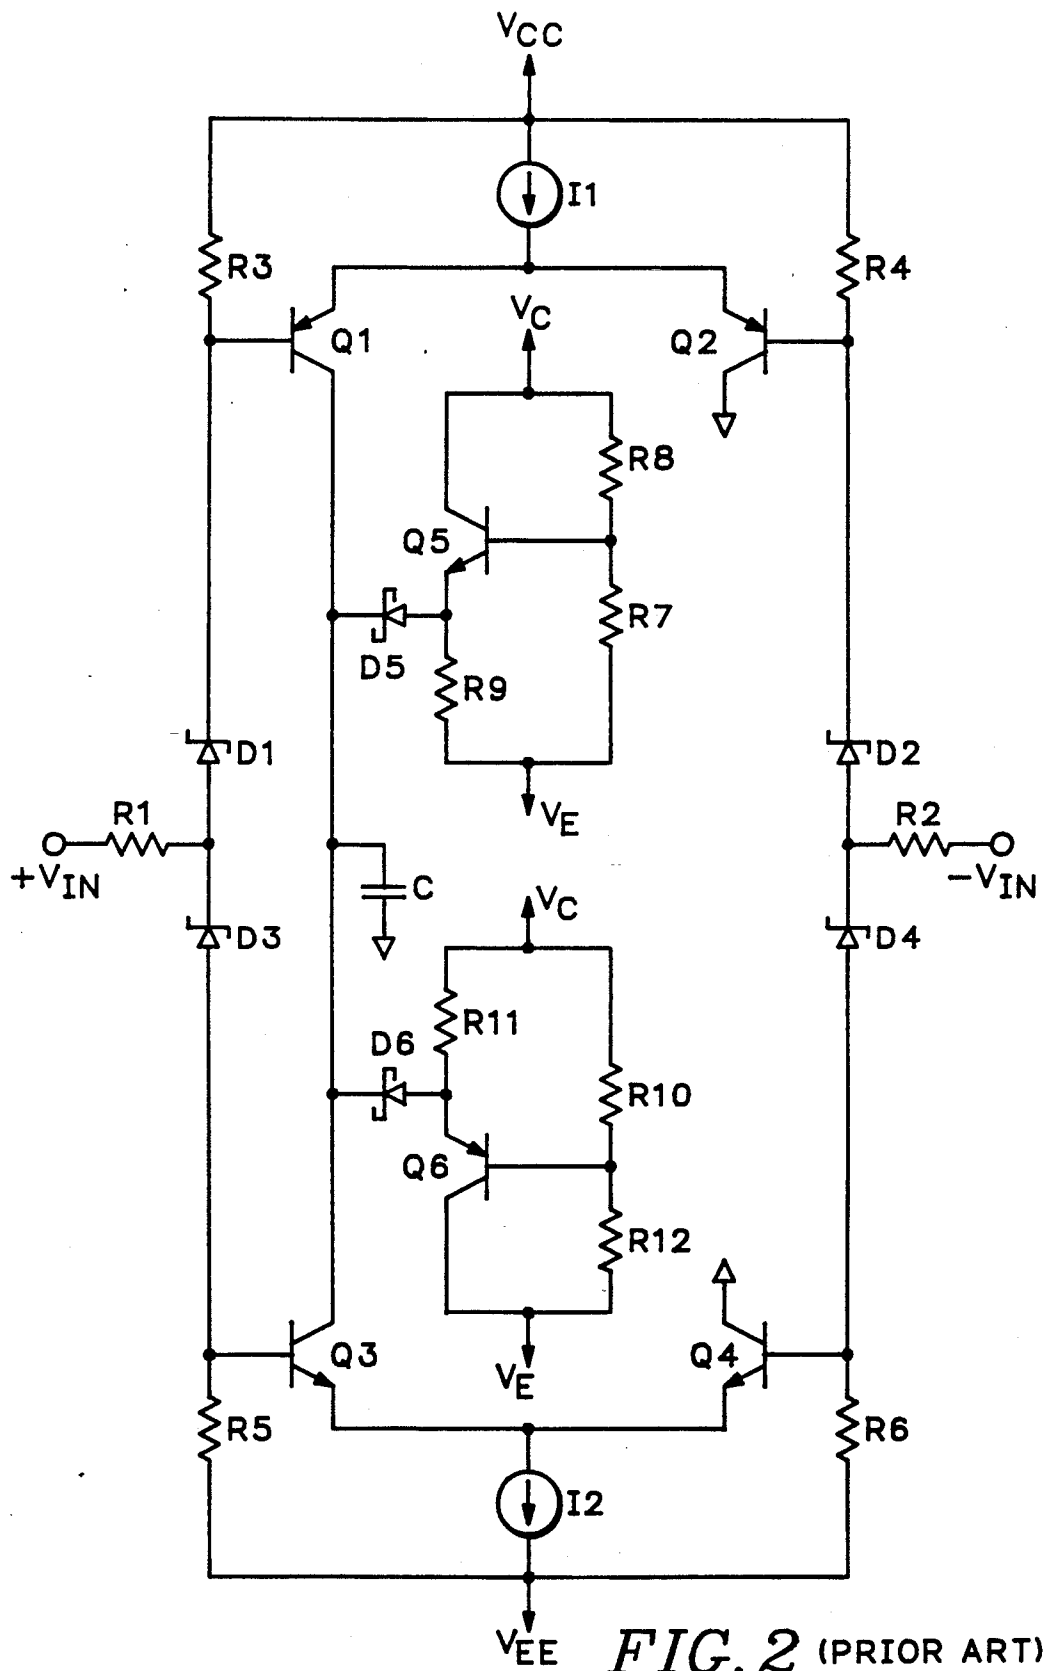 VCC
I1
R3
R4
VC
Q1
Q2
R8
Q5
R7
D5
R9
D1
D2
R1
VE
R2
+VIN
C
-VIN
VC
D3
D4
R11
D6
R10
Q6
R12
Q3
Q4
VE
R5
R6
I2
VEE
FIG. 2 (PRIOR ART)